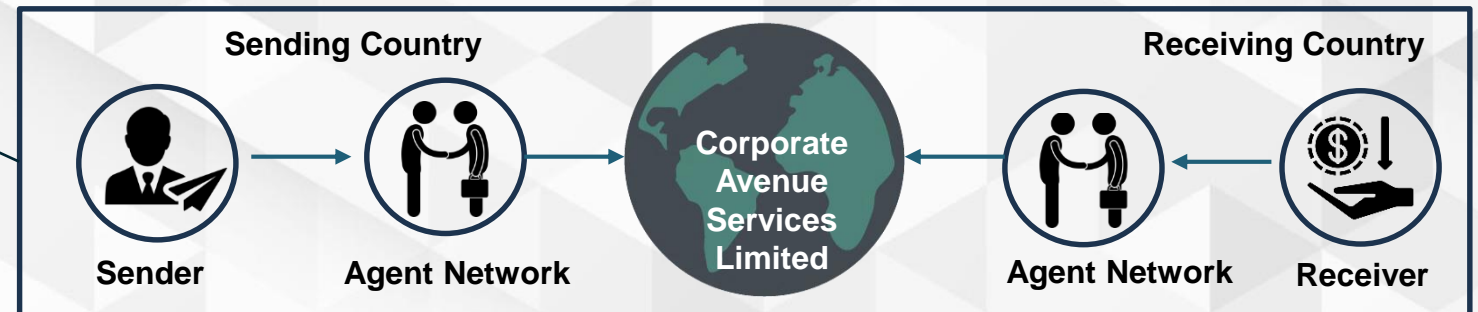 Sending Country
Receiving Country
Corporate
Avenue
Services
Limited
Sender
Agent Network
Agent Network
Receiver
$